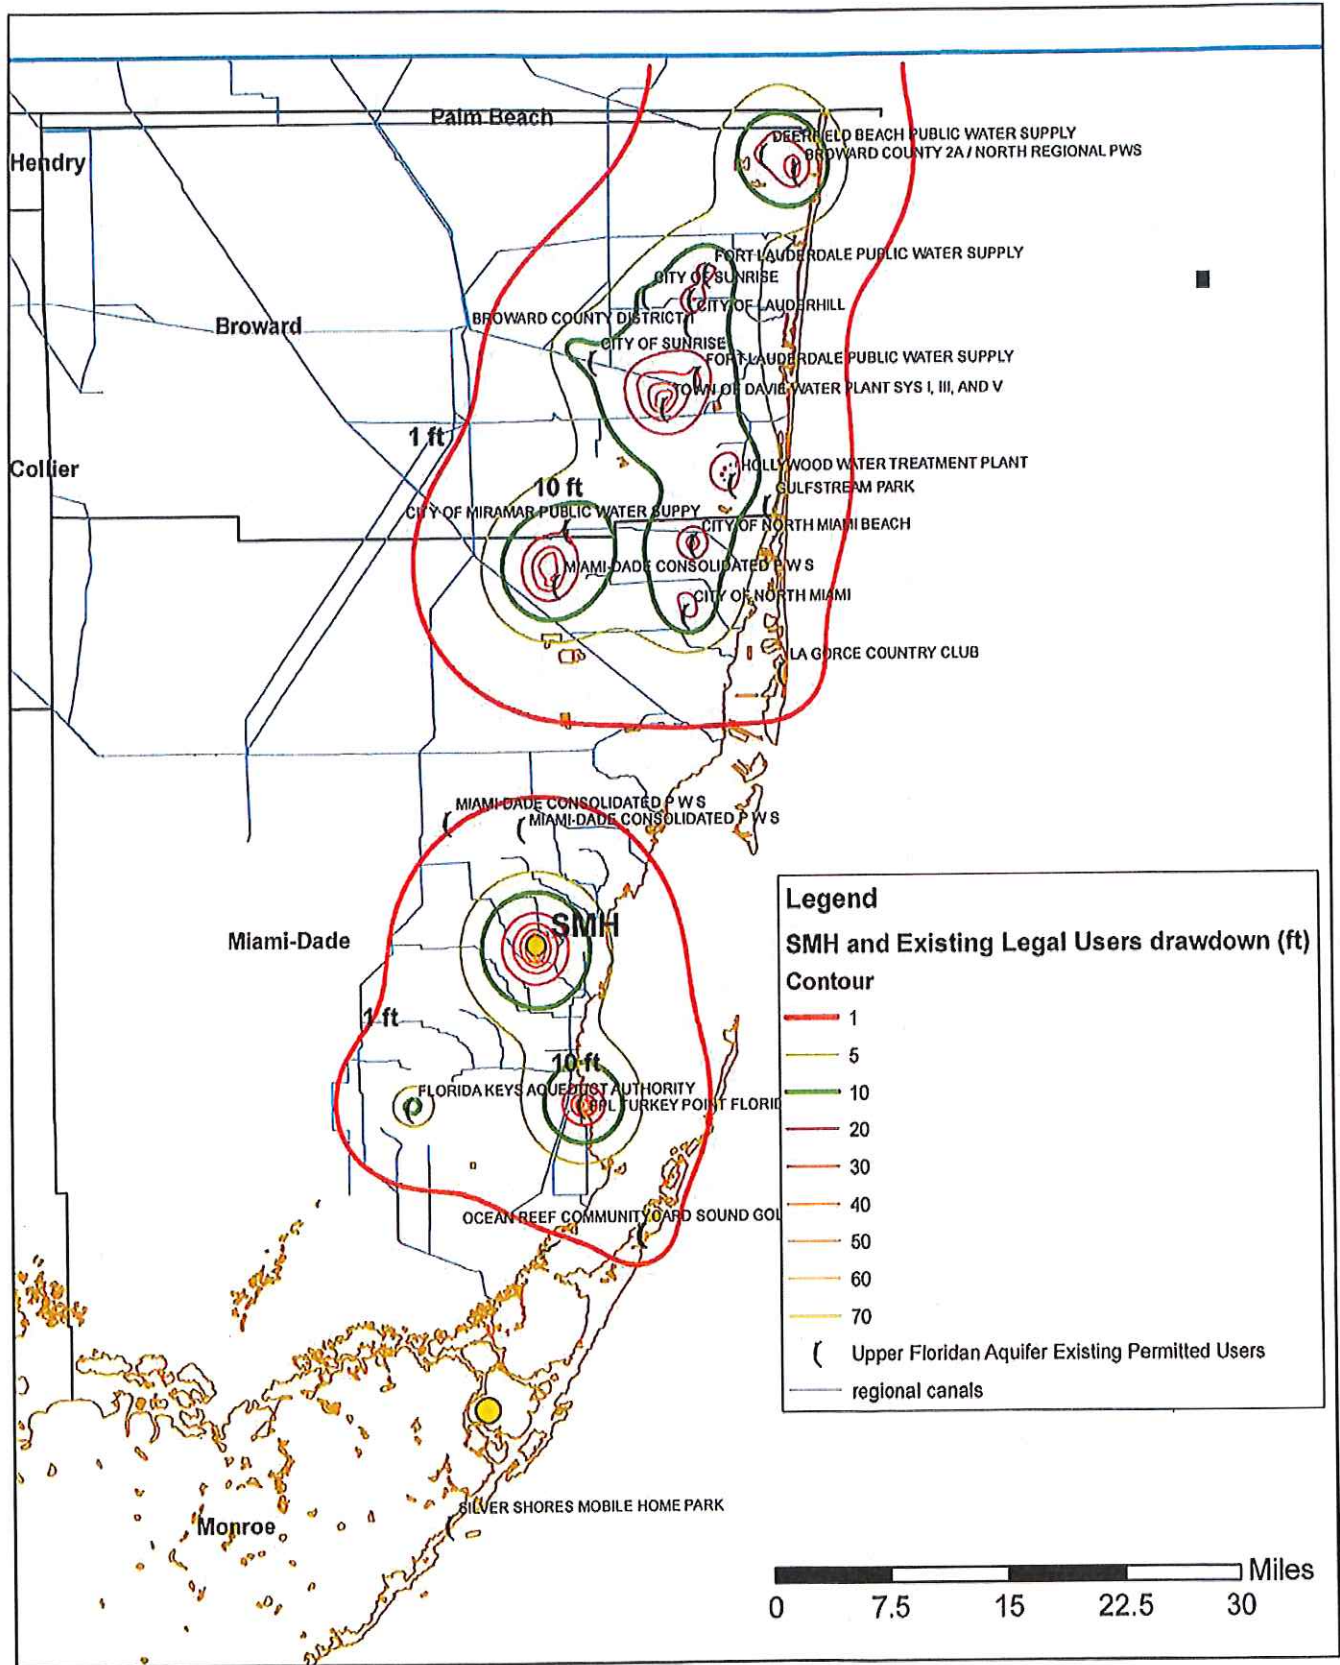 Palm Beach
DEERFIELD BEACH PUBLIC WATER SUPPLY
BROWARD COUNTY 2A / NORTH REGIONAL PWS
Hendry
FORT LAUDERDALE PUBLIC WATER SUPPLY
CITY OF SUNRISE
CITY OF LAUDERHILL
BROWARD COUNTY DISTRICT 1
Broward
CITY OF SUNRISE
FORT LAUDERDALE PUBLIC WATER SUPPLY
TOWN OF DAVIE WATER PLANT SYS I, III, AND V
1 ft
Collier
HOLLYWOOD WATER TREATMENT PLANT
10 ft
GULFSTREAM PARK
CITY OF MIRAMAR PUBLIC WATER SUPPY
CITY OF NORTH MIAMI BEACH
MIAMI-DADE CONSOLIDATED P W S
CITY OF NORTH MIAMI
LA GORCE COUNTRY CLUB
MIAMI-DADE CONSOLIDATED P W S
MIAMI-DADE CONSOLIDATED P W S
SMH
Miami-Dade
1 ft
10 ft
FLORIDA KEYS AQUEDUCT AUTHORITY
FPL TURKEY POINT FLORID
OCEAN REEF COMMUNITY/CARD SOUND GOL
SILVER SHORES MOBILE HOME PARK
Monroe
Legend
SMH and Existing Legal Users drawdown (ft)
Contour
1
5
10
20
30
40
50
60
70
Upper Floridan Aquifer Existing Permitted Users
regional canals
Miles
0 7.5 15 22.5 30